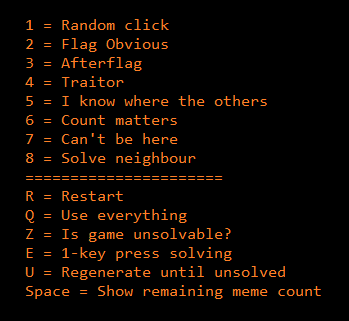 1 = Random click
2 = Flag Obvious
3 = Afterflag
4 = Traitor
5 = I know where the others
6 = Count matters
7 = Can't be here
8 = Solve neighbour
======================
R = Restart
Q = Use everything
Z = Is game unsolvable?
E = 1-key press solving
U = Regenerate until unsolved
Space = Show remaining meme count